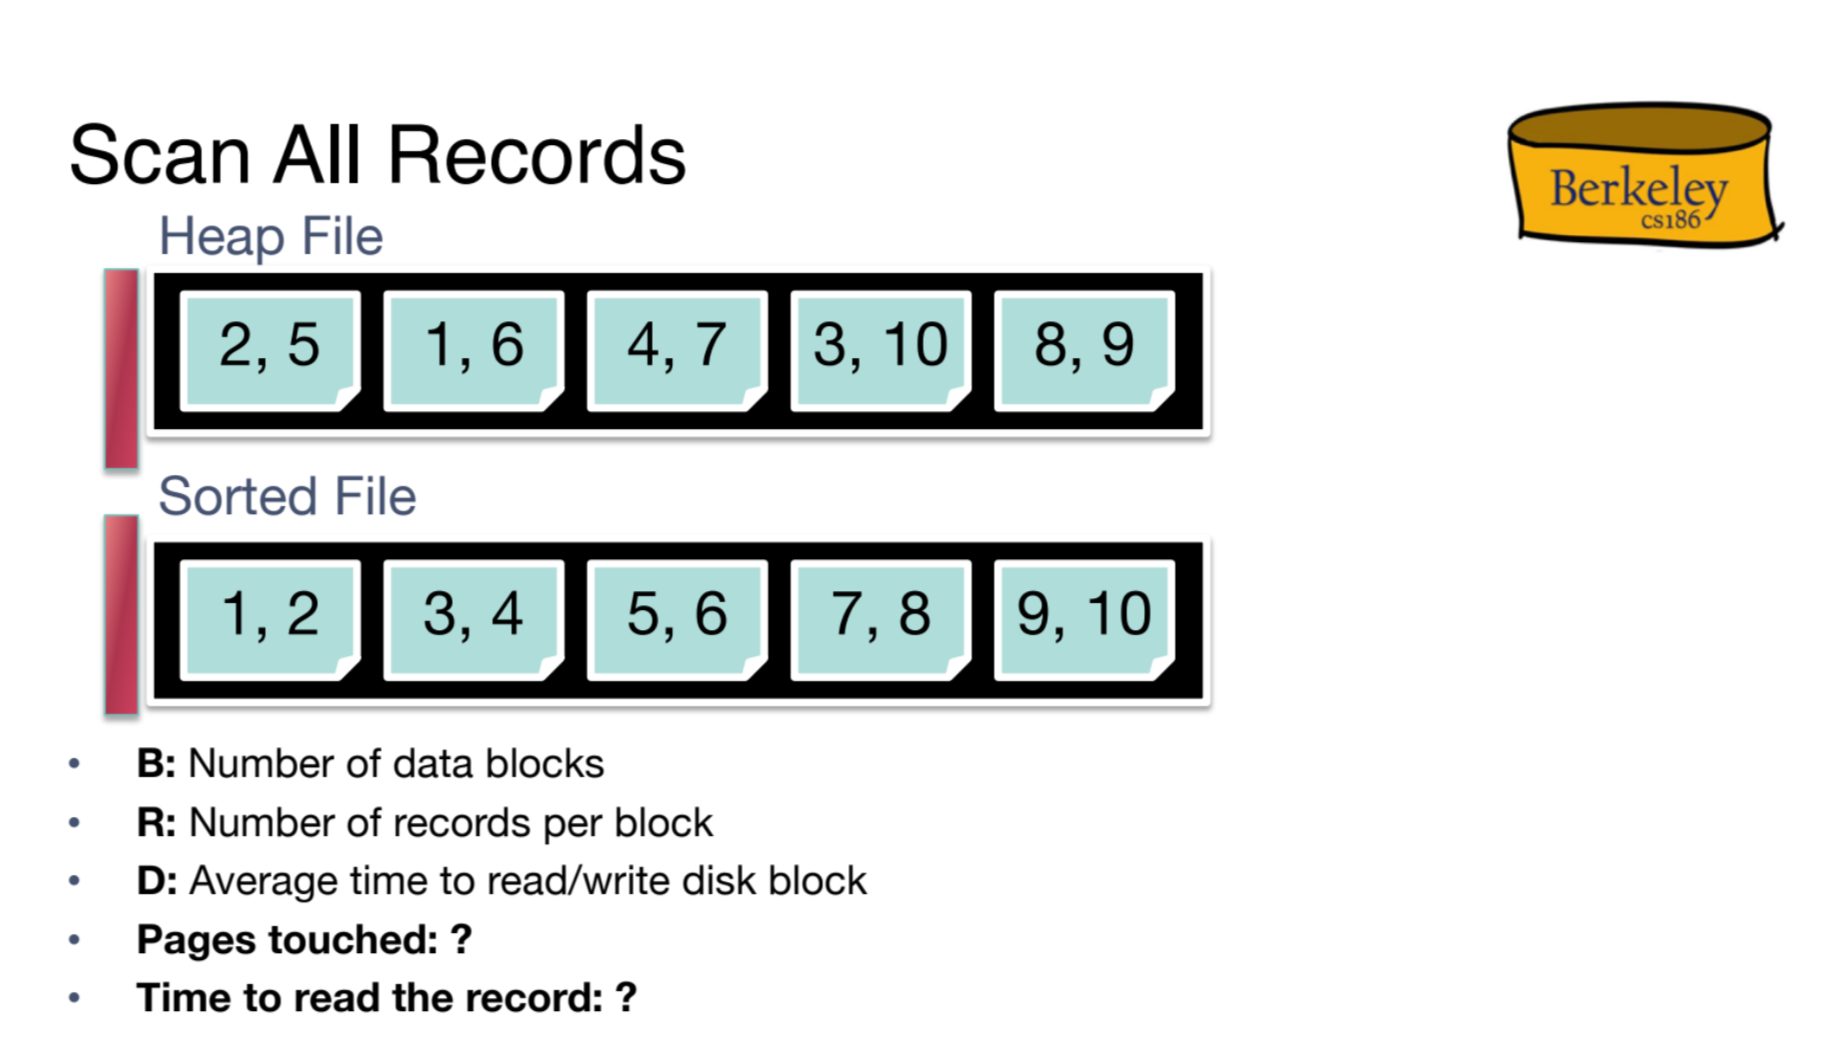 Scan All Records
Berkeley
cs186
Heap File
2, 5
1, 6
4, 7
3, 10
8, 9
Sorted File
1, 2
3, 4
5, 6
7, 8
9, 10
• B: Number of data blocks
• R: Number of records per block
• D: Average time to read/write disk block
• Pages touched: ?
• Time to read the record: ?